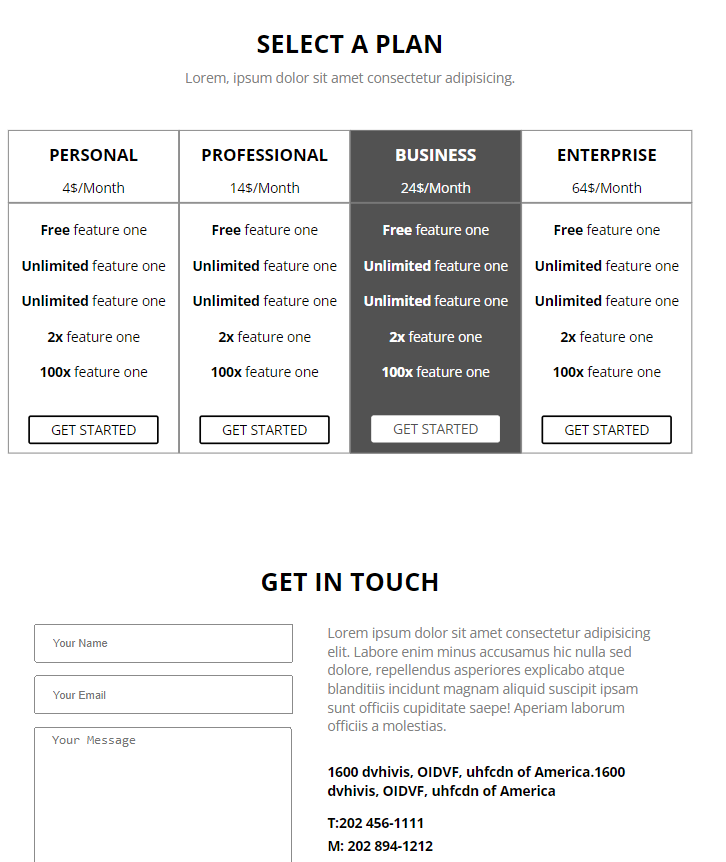 SELECT A PLAN
Lorem, ipsum dolor sit amet consectetur adipisicing.
PERSONAL
4$/Month
Free feature one
Unlimited feature one
Unlimited feature one
2x feature one
100x feature one
GET STARTED
PROFESSIONAL
14$/Month
Free feature one
Unlimited feature one
Unlimited feature one
2x feature one
100x feature one
GET STARTED
BUSINESS
24$/Month
Free feature one
Unlimited feature one
Unlimited feature one
2x feature one
100x feature one
GET STARTED
ENTERPRISE
64$/Month
Free feature one
Unlimited feature one
Unlimited feature one
2x feature one
100x feature one
GET STARTED
GET IN TOUCH
Your Name
Your Email
Your Message
Lorem ipsum dolor sit amet consectetur adipisicing
elit. Labore enim minus accusamus hic nulla sed
dolore, repellendus asperiores explicabo atque
blanditiis incidunt magnam aliquid suscipit ipsam
sunt officiis cupiditate saepe! Aperiam laborum
officiis a molestias.
1600 dvhivis, OIDVF, uhfcdn of America.1600
dvhivis, OIDVF, uhfcdn of America
T:202 456-1111
M: 202 894-1212